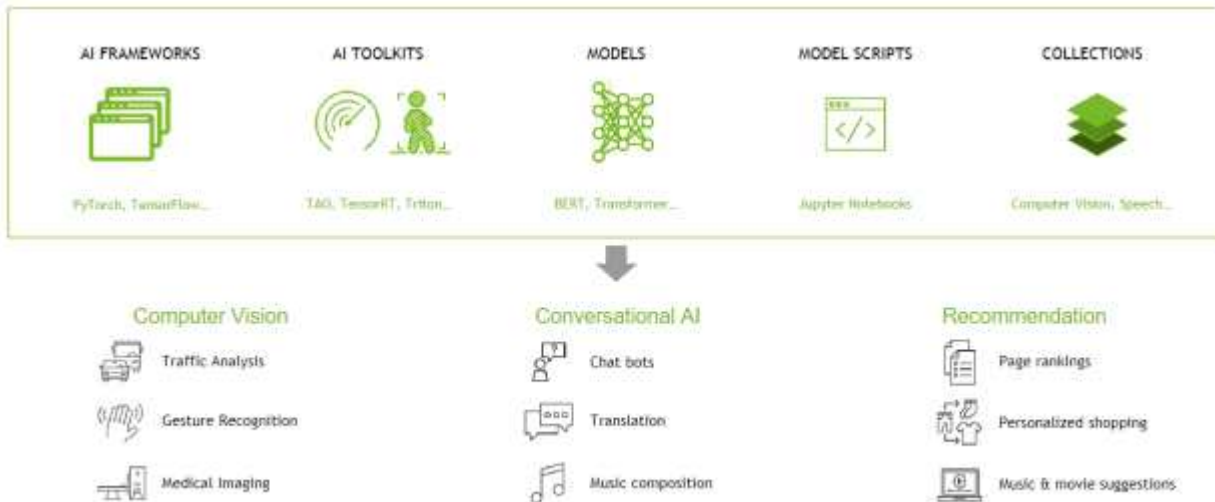 AI FRAMEWORKS
AI TOOLKITS
MODELS
MODEL SCRIPTS
COLLECTIONS
</>
PyTorch, TensorFlow...
TAO, TensorRT, Triton...
BERT, Transformer...
Jupyter Notebooks
Computer Vision, Speech...
Computer Vision
Traffic Analysis
Gesture Recognition
Medical Imaging
Conversational AI
?
Chat bots
Translation
Music composition
Recommendation
Page rankings
Personalized shopping
Music & movie suggestions